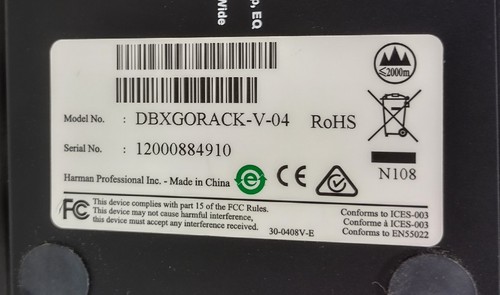 o, EQ
Wide
≤2000m
Model No. : DBXGORACK-V-04 RoHS
Serial No. : 12000884910
N108
Harman Professional Inc. - Made in China e CE
FC This device complies with part 15 of the FCC Rules.
This device may not cause harmful interference,
this device must accept any interference received.
30-0408V-E
Conforms to ICES-003
Conforme à ICES-003
Conforms to EN55022